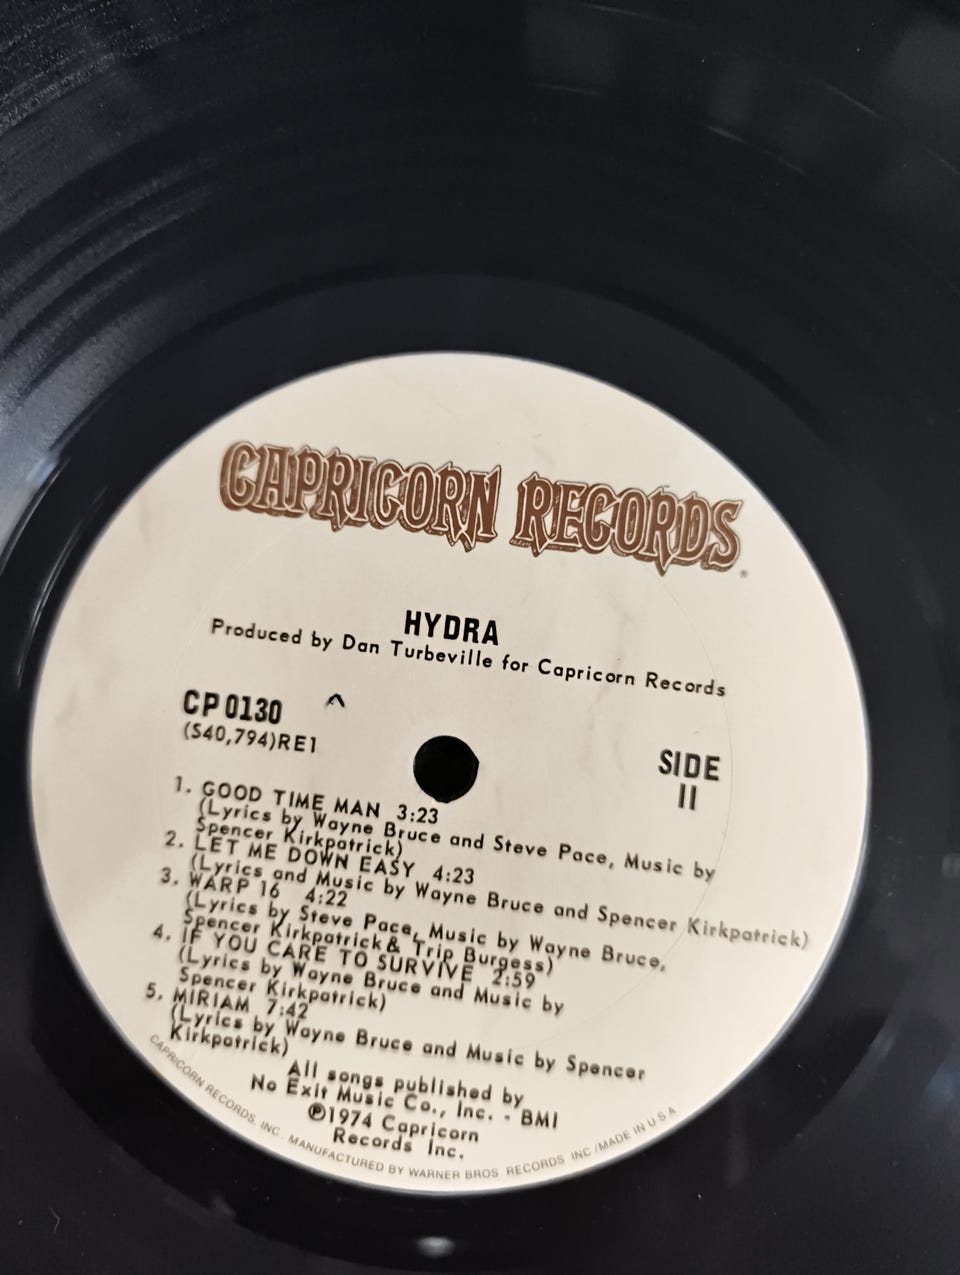 CAPRICORN RECORDS
HYDRA
Produced by Dan Turbeville for Capricorn Records
CP 0130
(S40,794)RE1
SIDE
II
1. GOOD TIME MAN 3:23
(Lyrics by Wayne Bruce and Steve Pace, Music by
Spencer Kirkpatrick)
2. LET ME DOWN EASY 4:23
(Lyrics and Music by Wayne Bruce and Spencer Kirkpatrick)
3. WARP 16 4:22
(Lyrics by Steve Pace, Music by Wayne Bruce,
Spencer Kirkpatrick & Trip Burgess)
4. IF YOU CARE TO SURVIVE 2:59
(Lyrics by Wayne Bruce and Music by
Spencer Kirkpatrick)
5. MIRIAM 7:42
(Lyrics by Wayne Bruce and Music by Spencer
Kirkpatrick)
All songs published by
No Exit Music Co., Inc. - BMI
℗1974 Capricorn
Records Inc.
CAPRICORN RECORDS, INC. MANUFACTURED BY WARNER BROS. RECORDS INC./MADE IN U.S.A.